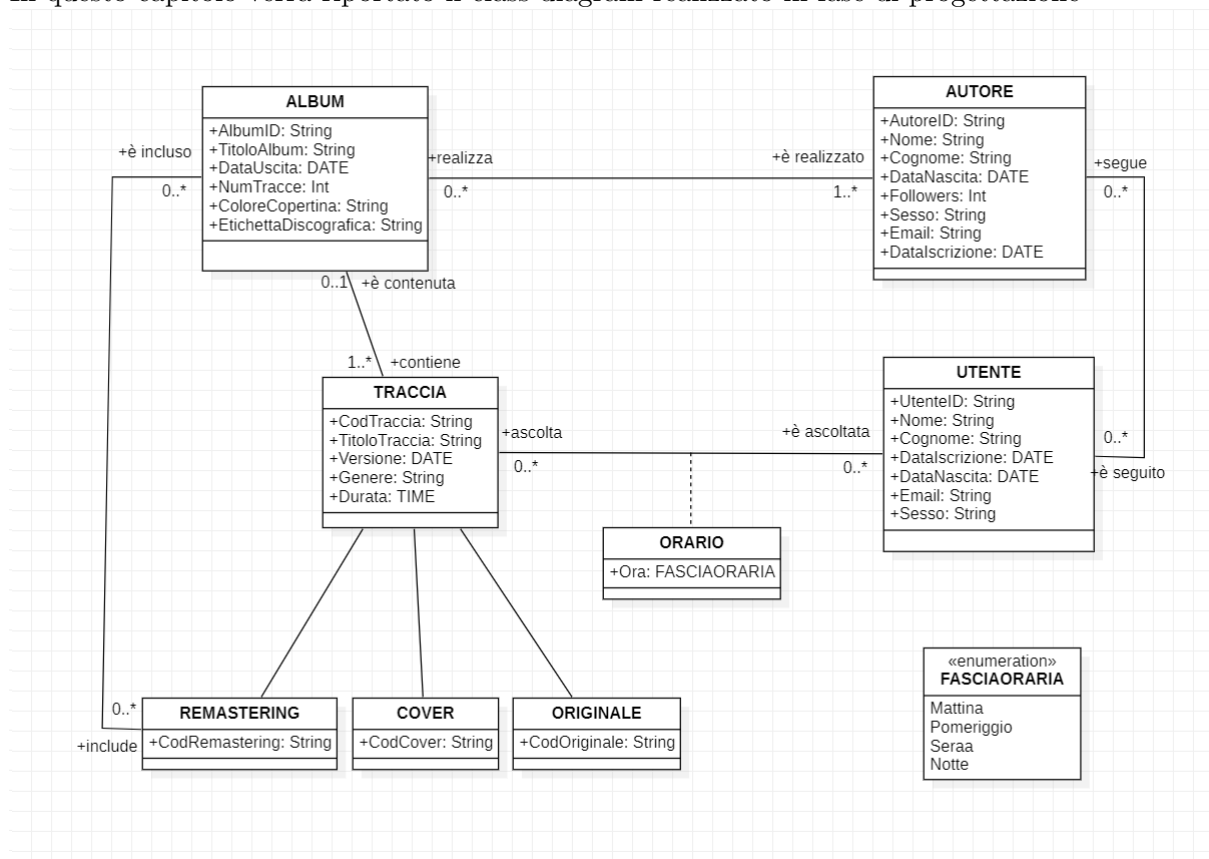 In questo capitolo verrà riportato il class diagram realizzato in fase di progettazione
ALBUM
+AlbumID: String
+TitoloAlbum: String
+DataUscita: DATE
+NumTracce: Int
+ColoreCopertina: String
+EtichettaDiscografica: String
AUTORE
+AutoreID: String
+Nome: String
+Cognome: String
+DataNascita: DATE
+Followers: Int
+Sesso: String
+Email: String
+DataIscrizione: DATE
+è incluso
0..*
+realizza
0..*
+è realizzato
1..*
+segue
0..*
0..1 +è contenuta
1..* +contiene
TRACCIA
+CodTraccia: String
+TitoloTraccia: String
+Versione: DATE
+Genere: String
+Durata: TIME
+ascolta
0..*
+è ascoltata
0..*
UTENTE
+UtenteID: String
+Nome: String
+Cognome: String
+DataIscrizione: DATE
+DataNascita: DATE
+Email: String
+Sesso: String
0..*
+è seguito
ORARIO
+Ora: FASCIAORARIA
«enumeration»
FASCIAORARIA
Mattina
Pomeriggio
Seraa
Notte
0..*
+include
REMASTERING
+CodRemastering: String
COVER
+CodCover: String
ORIGINALE
+CodOriginale: String